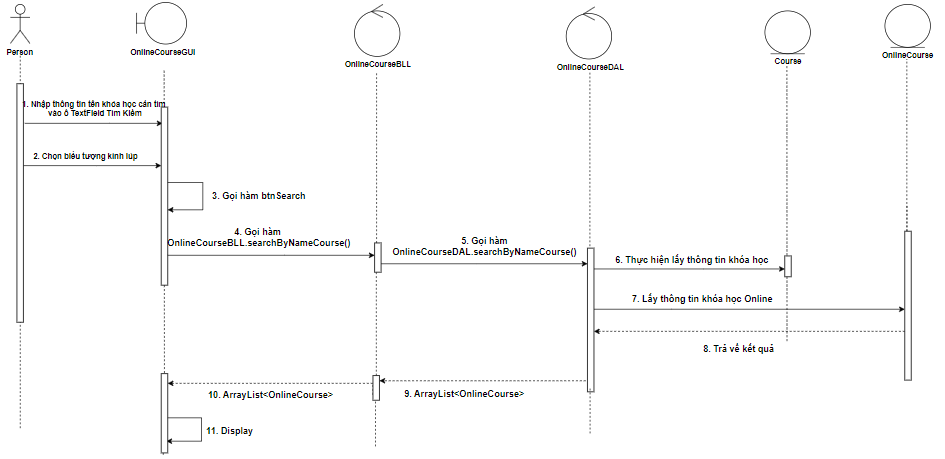 Person
OnlineCourseGUI
OnlineCourseBLL
OnlineCourseDAL
Course
OnlineCourse
1. Nhập thông tin tên khóa học cần tìm
vào ô TextField Tìm Kiếm
2. Chọn biểu tượng kính lúp
3. Gọi hàm btnSearch
4. Gọi hàm
OnlineCourseBLL.searchByNameCourse()
5. Gọi hàm
OnlineCourseDAL.searchByNameCourse()
6. Thực hiện lấy thông tin khóa học
7. Lấy thông tin khóa học Online
8. Trả về kết quả
9. ArrayList<OnlineCourse>
10. ArrayList<OnlineCourse>
11. Display